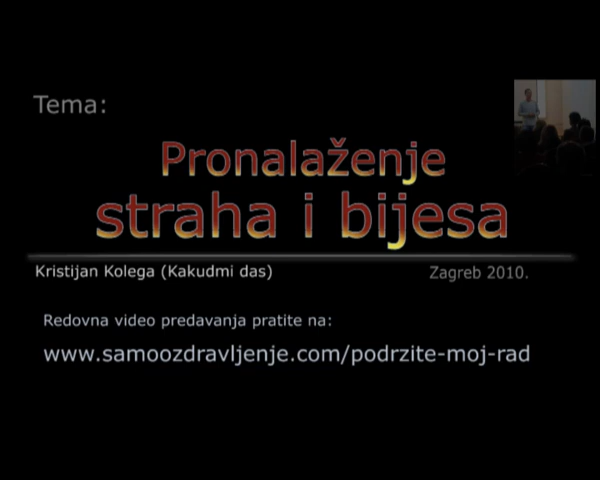 Tema:
Pronalaženje
straha i bijesa
Kristijan Kolega (Kakudmi das) Zagreb 2010.
Redovna video predavanja pratite na:
www.samoozdravljenje.com/podrzite-moj-rad